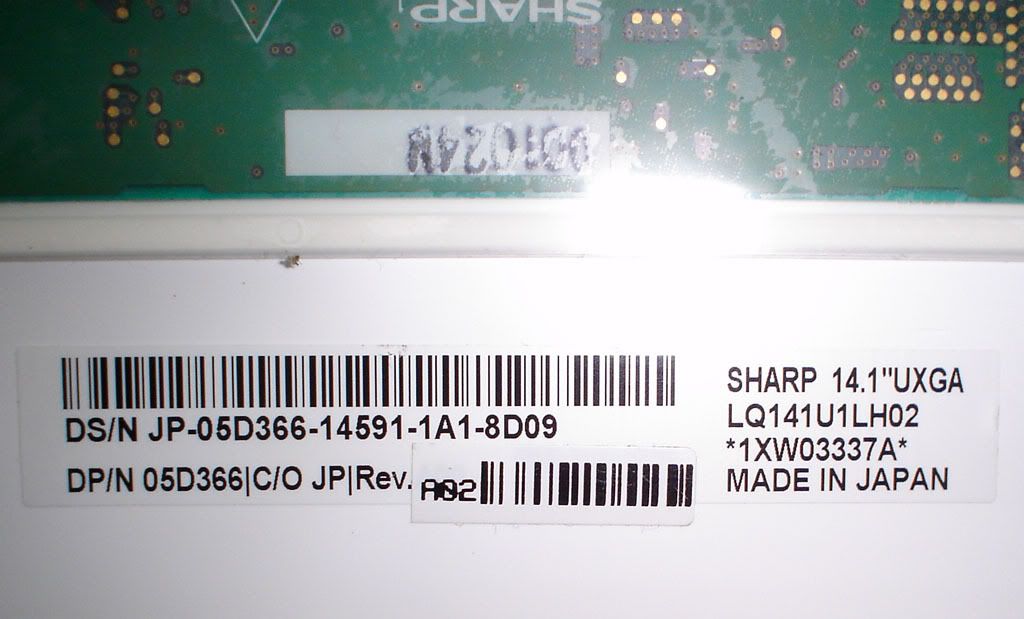 SHARP
DS/N JP-05D366-14591-1A1-8D09
DP/N 05D366|C/O JP|Rev. A02
SHARP 14.1"UXGA
LQ141U1LH02
*1XW03337A*
MADE IN JAPAN